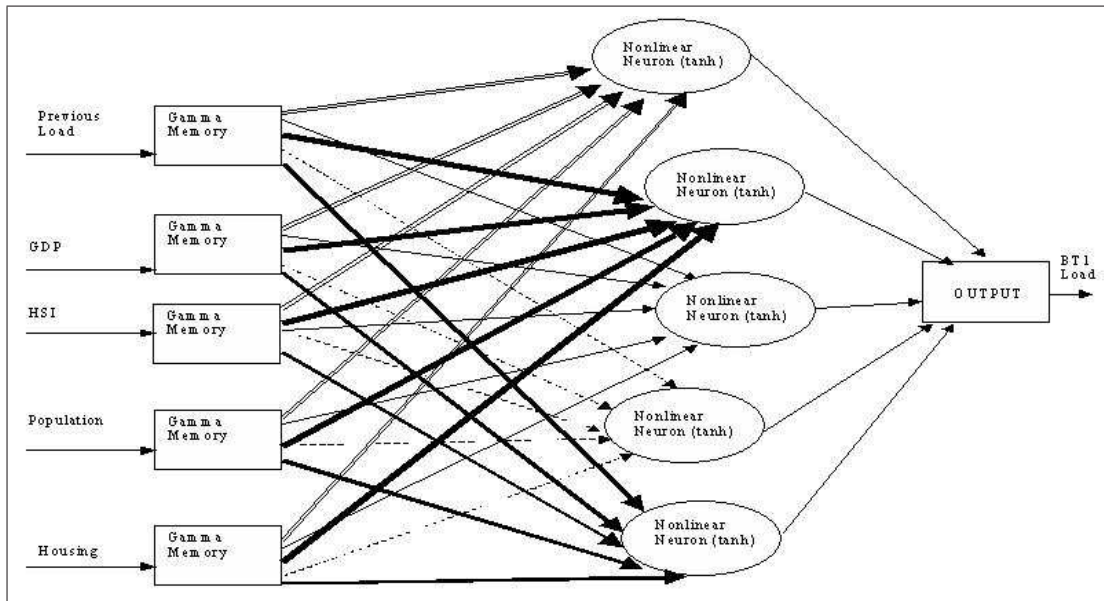 Previous
Load
Gamma
Memory
GDP
Gamma
Memory
HSI
Gamma
Memory
Population
Gamma
Memory
Housing
Gamma
Memory
Nonlinear
Neuron (tanh)
Nonlinear
Neuron (tanh)
Nonlinear
Neuron (tanh)
Nonlinear
Neuron (tanh)
Nonlinear
Neuron (tanh)
OUTPUT
BT1
Load